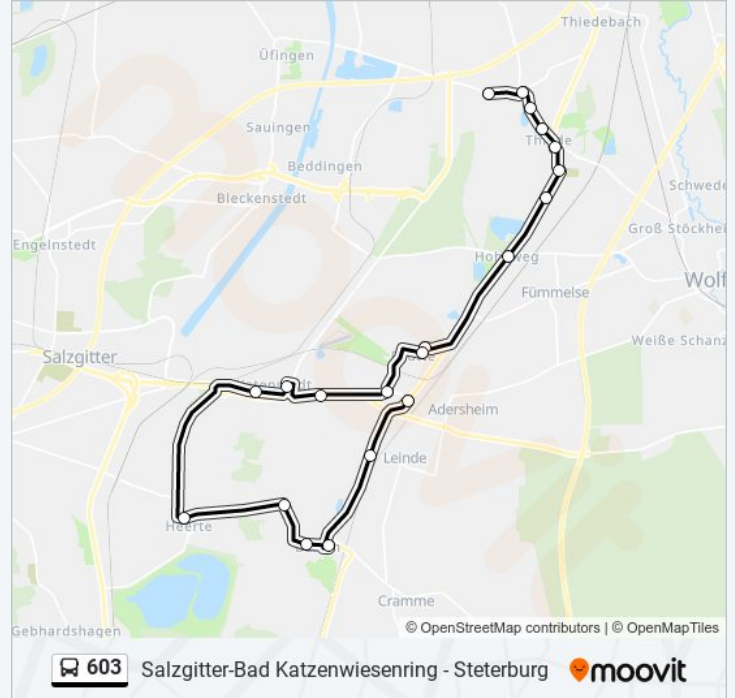 Thiedebach
Üfingen
Sauingen
Beddingen
Bleckenstedt
Schwede
Groß Stöckhei
Engelnstedt
Wolf
Fümmelse
Weiße Schanz
Salzgitter
Adersheim
Leinde
Heerte
Cramme
Gebhardshagen
© OpenStreetMap contributors | © OpenMapTiles
603 Salzgitter-Bad Katzenwiesenring - Steterburg moovit